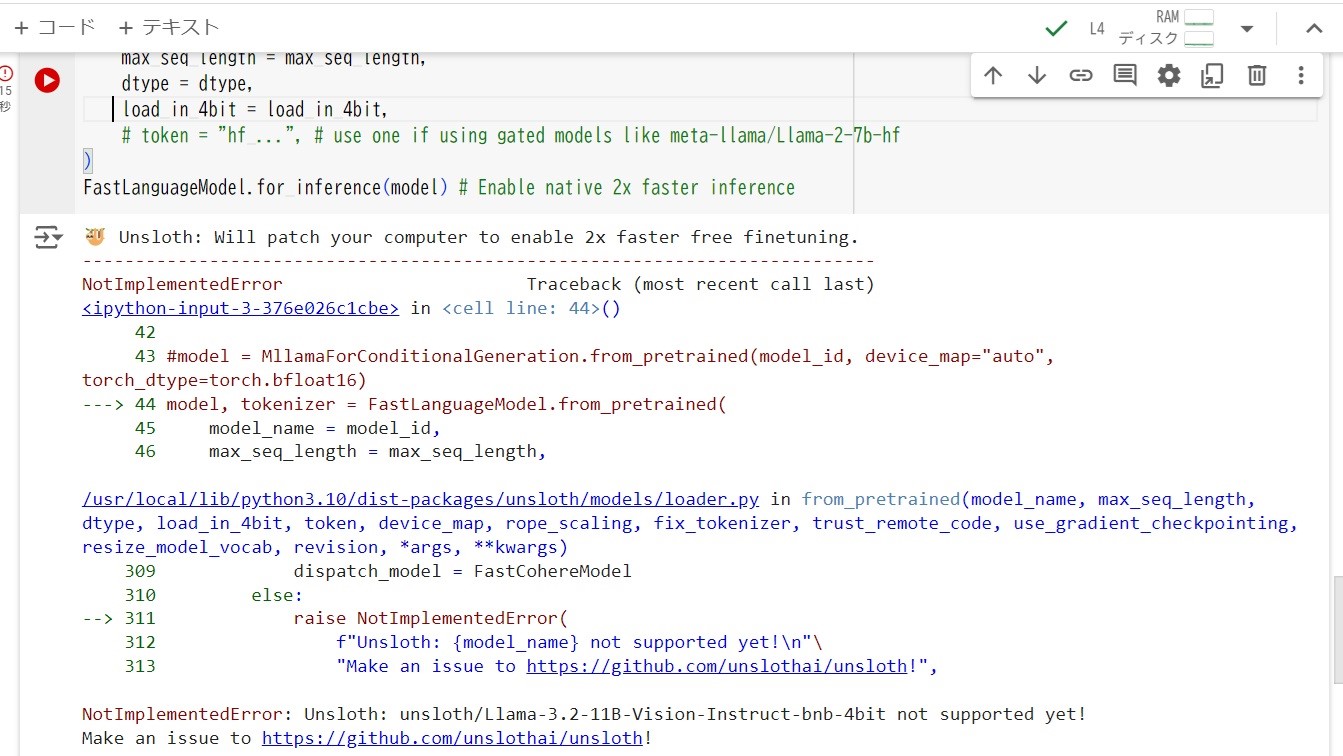 + コード + テキスト
L4
RAM
ディスク
15
秒
max_seq_length = max_seq_length,
dtype = dtype,
load_in_4bit = load_in_4bit,
# token = "hf_...", # use one if using gated models like meta-llama/Llama-2-7b-hf
)
FastLanguageModel.for_inference(model) # Enable native 2x faster inference
🦥 Unsloth: Will patch your computer to enable 2x faster free finetuning.
---------------------------------------------------------------------------
NotImplementedError Traceback (most recent call last)
<ipython-input-3-376e026c1cbe> in <cell line: 44>()
42
43 #model = MllamaForConditionalGeneration.from_pretrained(model_id, device_map="auto",
torch_dtype=torch.bfloat16)
---> 44 model, tokenizer = FastLanguageModel.from_pretrained(
45 model_name = model_id,
46 max_seq_length = max_seq_length,
/usr/local/lib/python3.10/dist-packages/unsloth/models/loader.py in from_pretrained(model_name, max_seq_length,
dtype, load_in_4bit, token, device_map, rope_scaling, fix_tokenizer, trust_remote_code, use_gradient_checkpointing,
resize_model_vocab, revision, *args, **kwargs)
309 dispatch_model = FastCohereModel
310 else:
--> 311 raise NotImplementedError(
312 f"Unsloth: {model_name} not supported yet!\n"\
313 "Make an issue to https://github.com/unslothai/unsloth!",
NotImplementedError: Unsloth: unsloth/Llama-3.2-11B-Vision-Instruct-bnb-4bit not supported yet!
Make an issue to https://github.com/unslothai/unsloth!